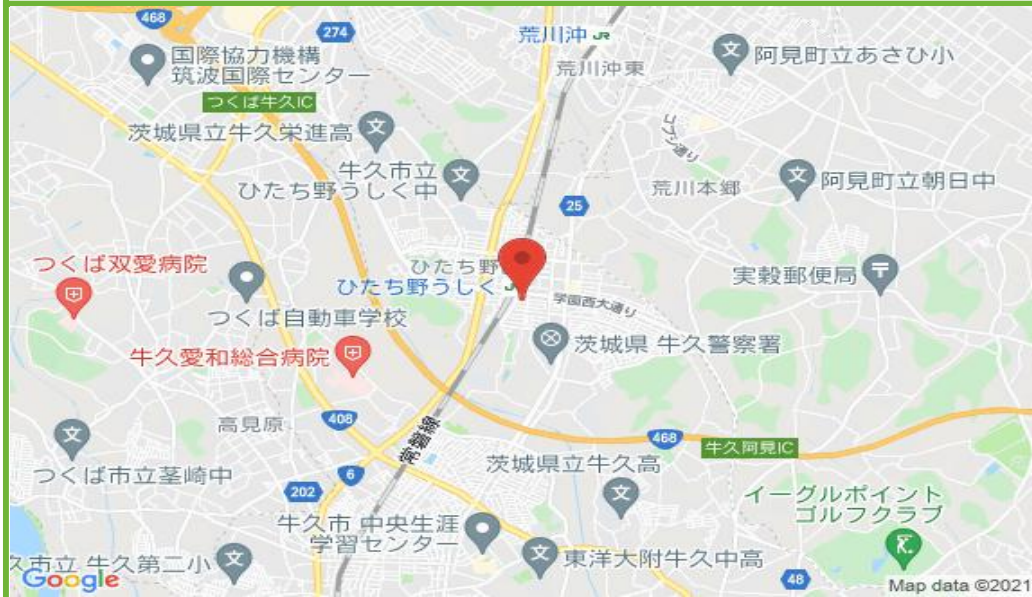 468
274
荒川沖
JR
国際協力機構
筑波国際センター
荒川沖東
阿見町立あさひ小
つくば牛久IC
茨城県立牛久栄進高
コブシ通り
牛久市立
ひたち野うしく中
荒川本郷
阿見町立朝日中
25
つくば双愛病院
ひたち野
ひたち野うしく
実穀郵便局
学園西大通り
つくば自動車学校
茨城県 牛久警察署
牛久愛和総合病院
高見原
408
常磐線
468
牛久阿見IC
つくば市立茎崎中
6
茨城県立牛久高
202
イーグルポイント
ゴルフクラブ
牛久市 中央生涯
学習センター
東洋大附牛久中高
久市立 牛久第二小
48
Google
Map data ©2021